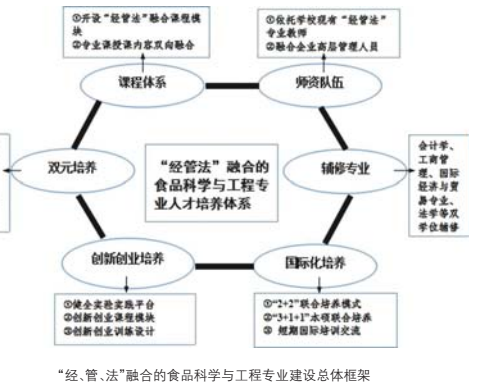 ①开设“经管法”融合课程模
块
②专业课授课内容双向融合
①依托学校现有“经管法”
专业教师
②融合企业高层管理人员
课程体系
师资队伍
双元培养
“经管法”融合的
食品科学与工程专
业人才培养体系
辅修专业
会计学、
工商管
理、国际
经济与贸
易专业、
法学等双
学位辅修
创新创业培养
国际化培养
①健全实验实践平台
②创新创业课程模块
③创新创业训练设计
①“2+2”联合培养模式
②“3+1+1”本硕联合培养
③ 短期国际培训交流
“经、管、法”融合的食品科学与工程专业建设总体框架